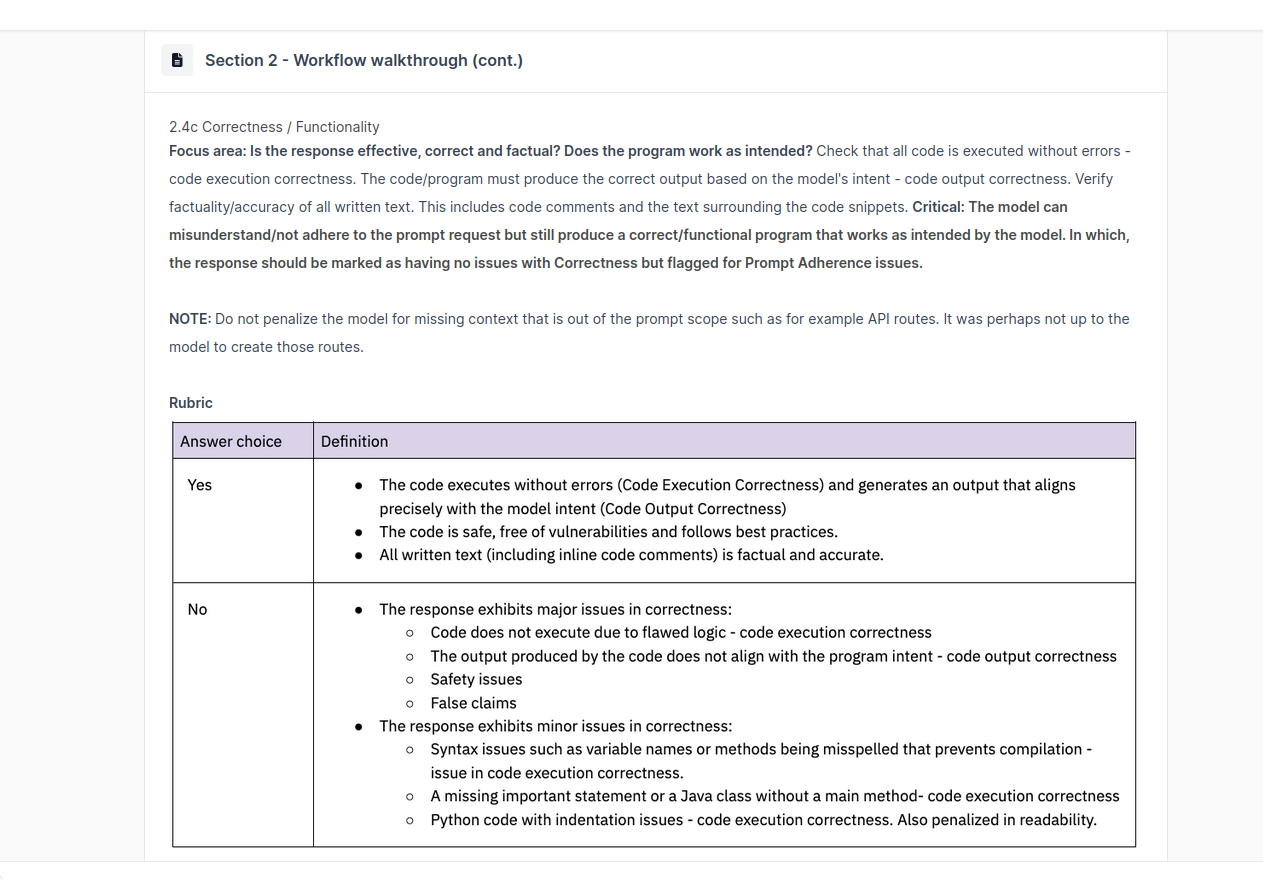 Section 2 - Workflow walkthrough (cont.)
2.4c Correctness / Functionality
Focus area: Is the response effective, correct and factual? Does the program work as intended? Check that all code is executed without errors -
code execution correctness. The code/program must produce the correct output based on the model's intent - code output correctness. Verify
factuality/accuracy of all written text. This includes code comments and the text surrounding the code snippets. Critical: The model can
misunderstand/not adhere to the prompt request but still produce a correct/functional program that works as intended by the model. In which,
the response should be marked as having no issues with Correctness but flagged for Prompt Adherence issues.
NOTE: Do not penalize the model for missing context that is out of the prompt scope such as for example API routes. It was perhaps not up to the
model to create those routes.
Rubric
Answer choice Definition
Yes
● The code executes without errors (Code Execution Correctness) and generates an output that aligns
precisely with the model intent (Code Output Correctness)
● The code is safe, free of vulnerabilities and follows best practices.
● All written text (including inline code comments) is factual and accurate.
No
● The response exhibits major issues in correctness:
○ Code does not execute due to flawed logic - code execution correctness
○ The output produced by the code does not align with the program intent - code output correctness
○ Safety issues
○ False claims
● The response exhibits minor issues in correctness:
○ Syntax issues such as variable names or methods being misspelled that prevents compilation -
issue in code execution correctness.
○ A missing important statement or a Java class without a main method- code execution correctness
○ Python code with indentation issues - code execution correctness. Also penalized in readability.